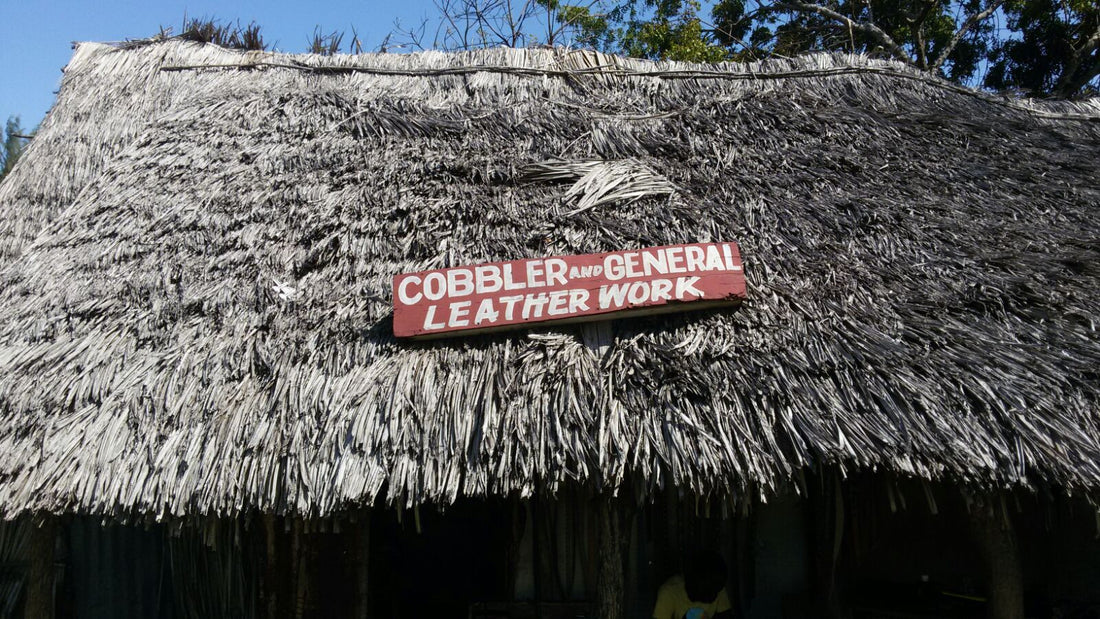 COBBLER AND GENERAL
LEATHER WORK